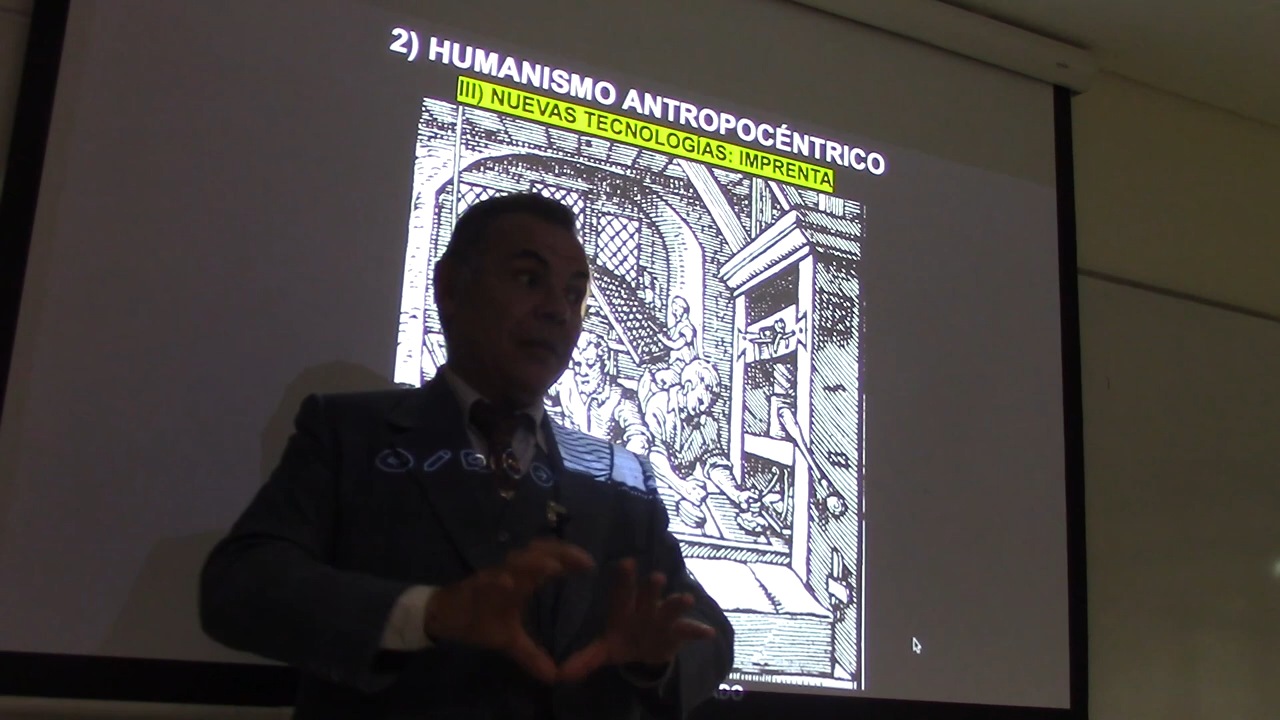 2) HUMANISMO ANTROPOCÉNTRICO
III) NUEVAS TECNOLOGÍAS: IMPRENTA